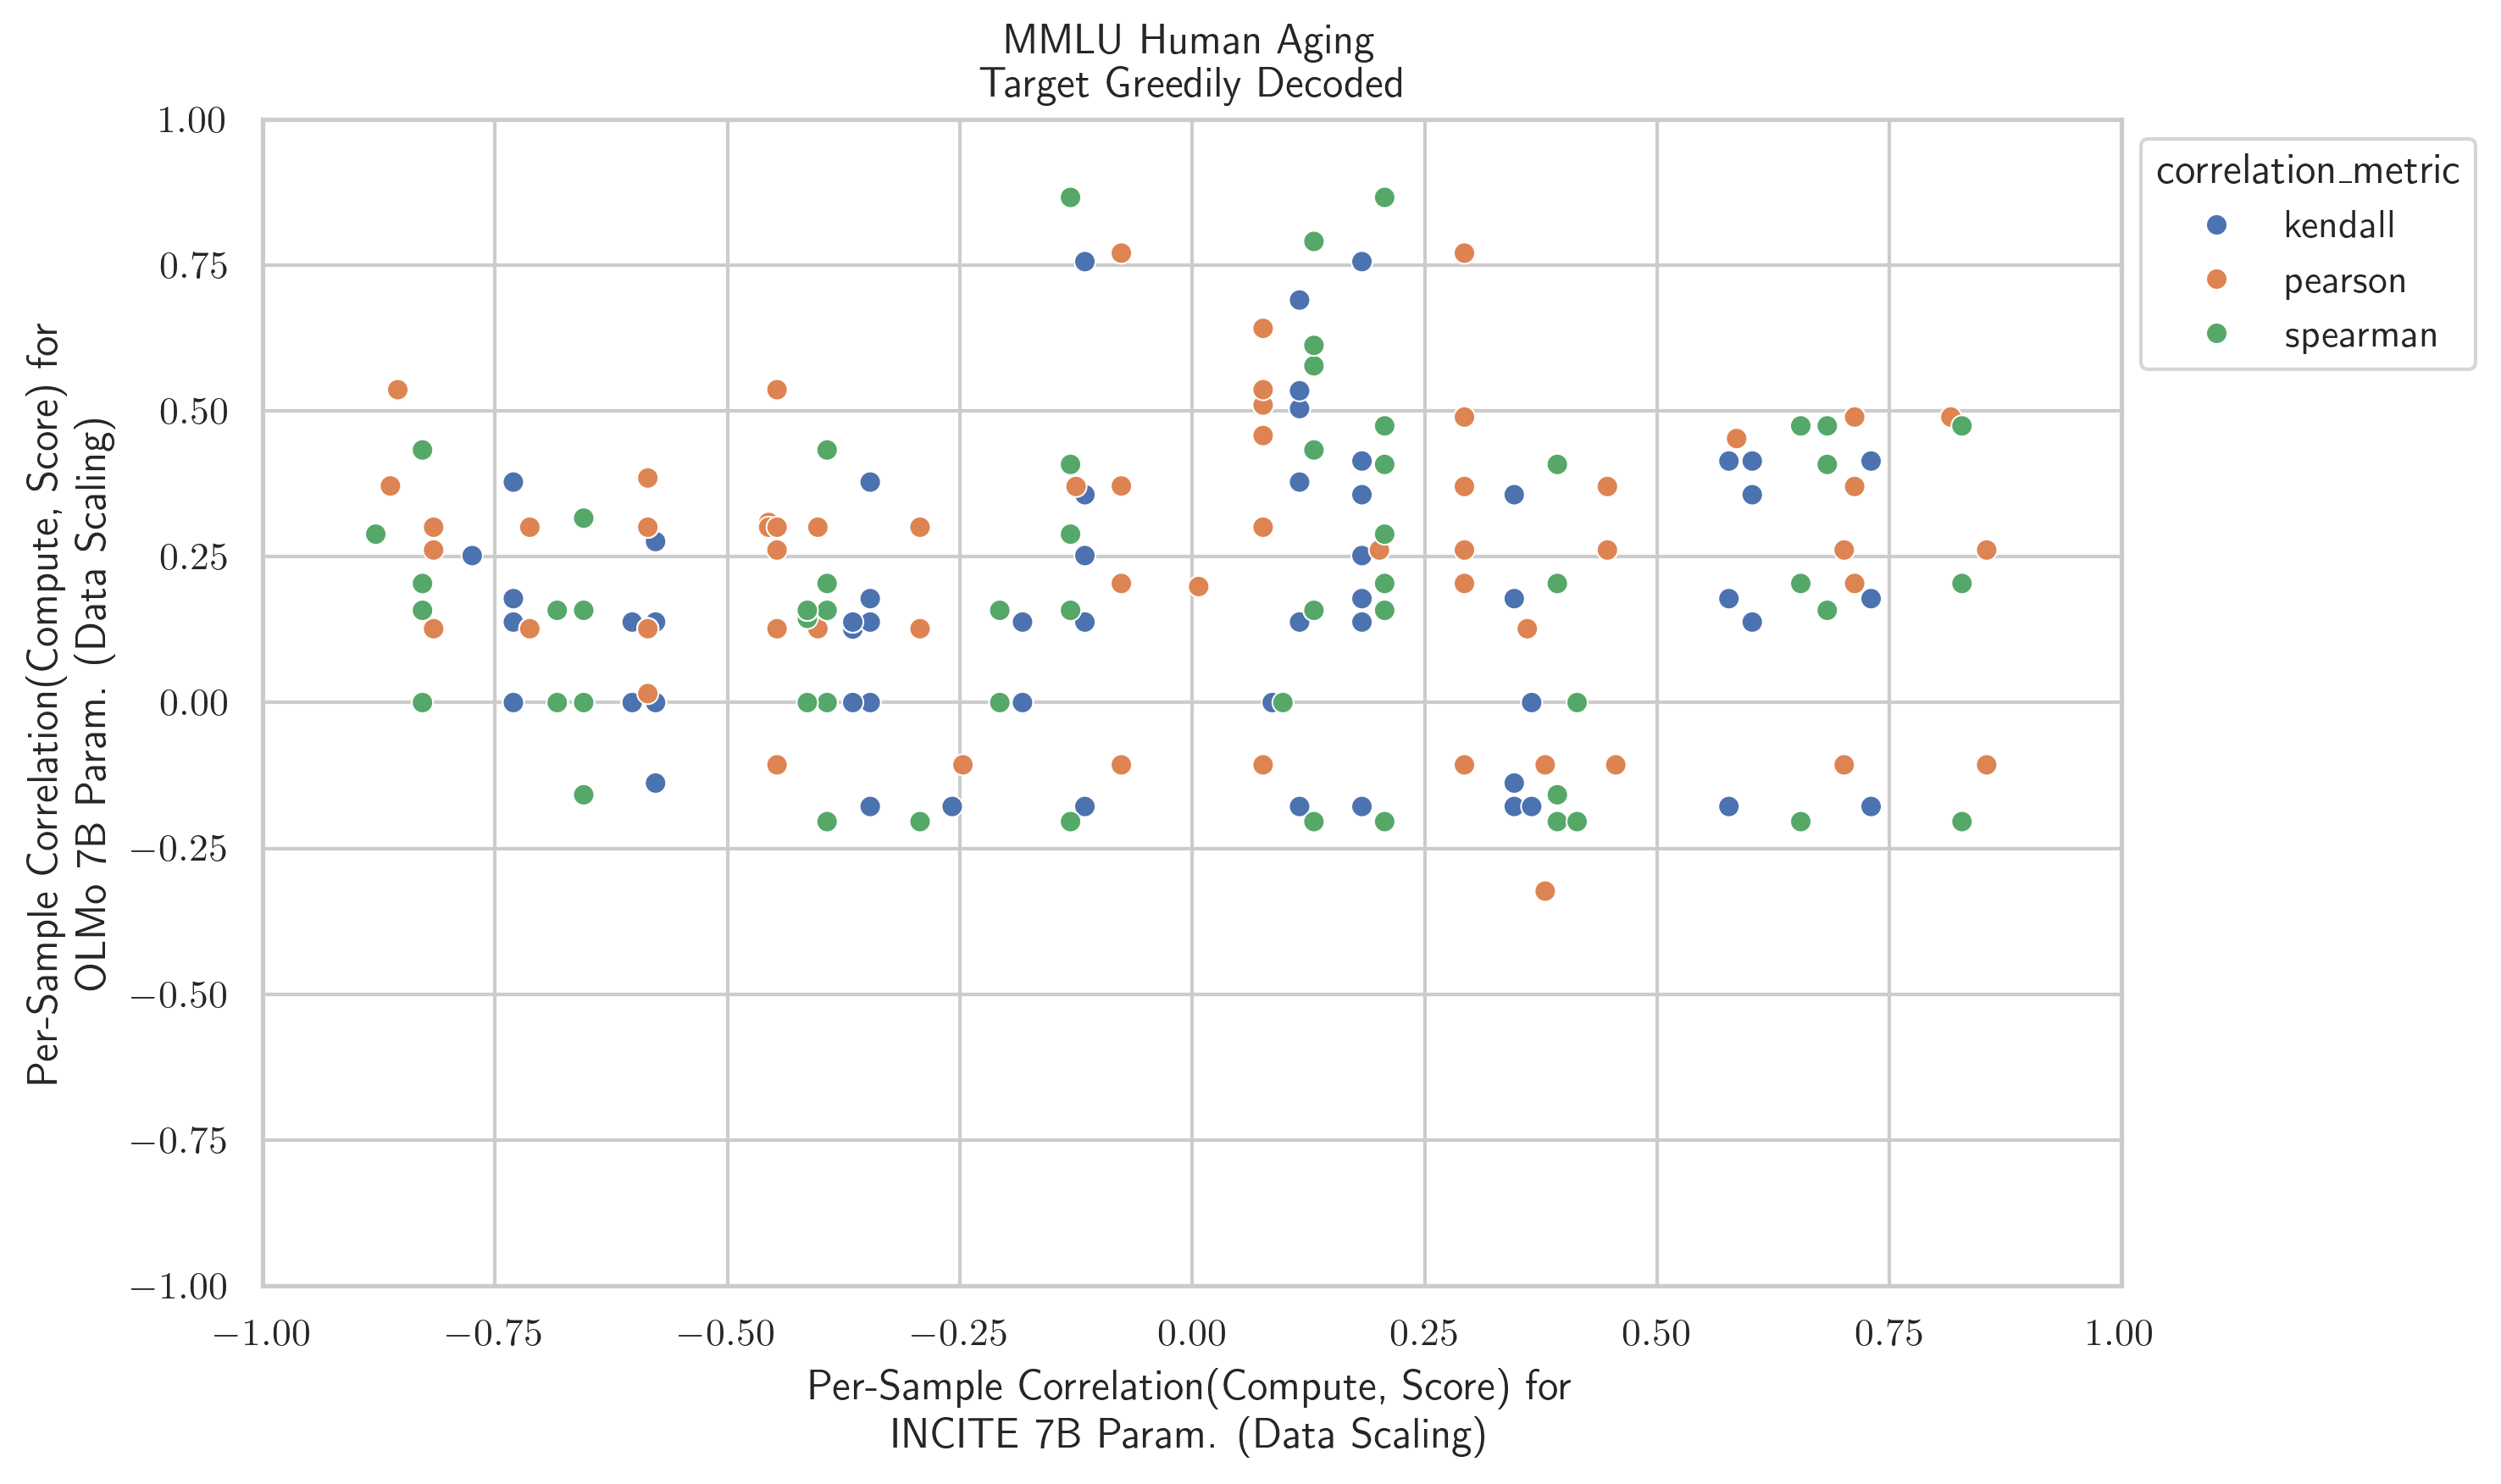 MMLU Human Aging
Target Greedily Decoded
Per-Sample Correlation(Compute, Score) for
OLMo 7B Param. (Data Scaling)
1.00
0.75
0.50
0.25
0.00
−0.25
−0.50
−0.75
−1.00
−1.00 −0.75 −0.50 −0.25 0.00 0.25 0.50 0.75 1.00
Per-Sample Correlation(Compute, Score) for
INCITE 7B Param. (Data Scaling)
correlation_metric
kendall
pearson
spearman